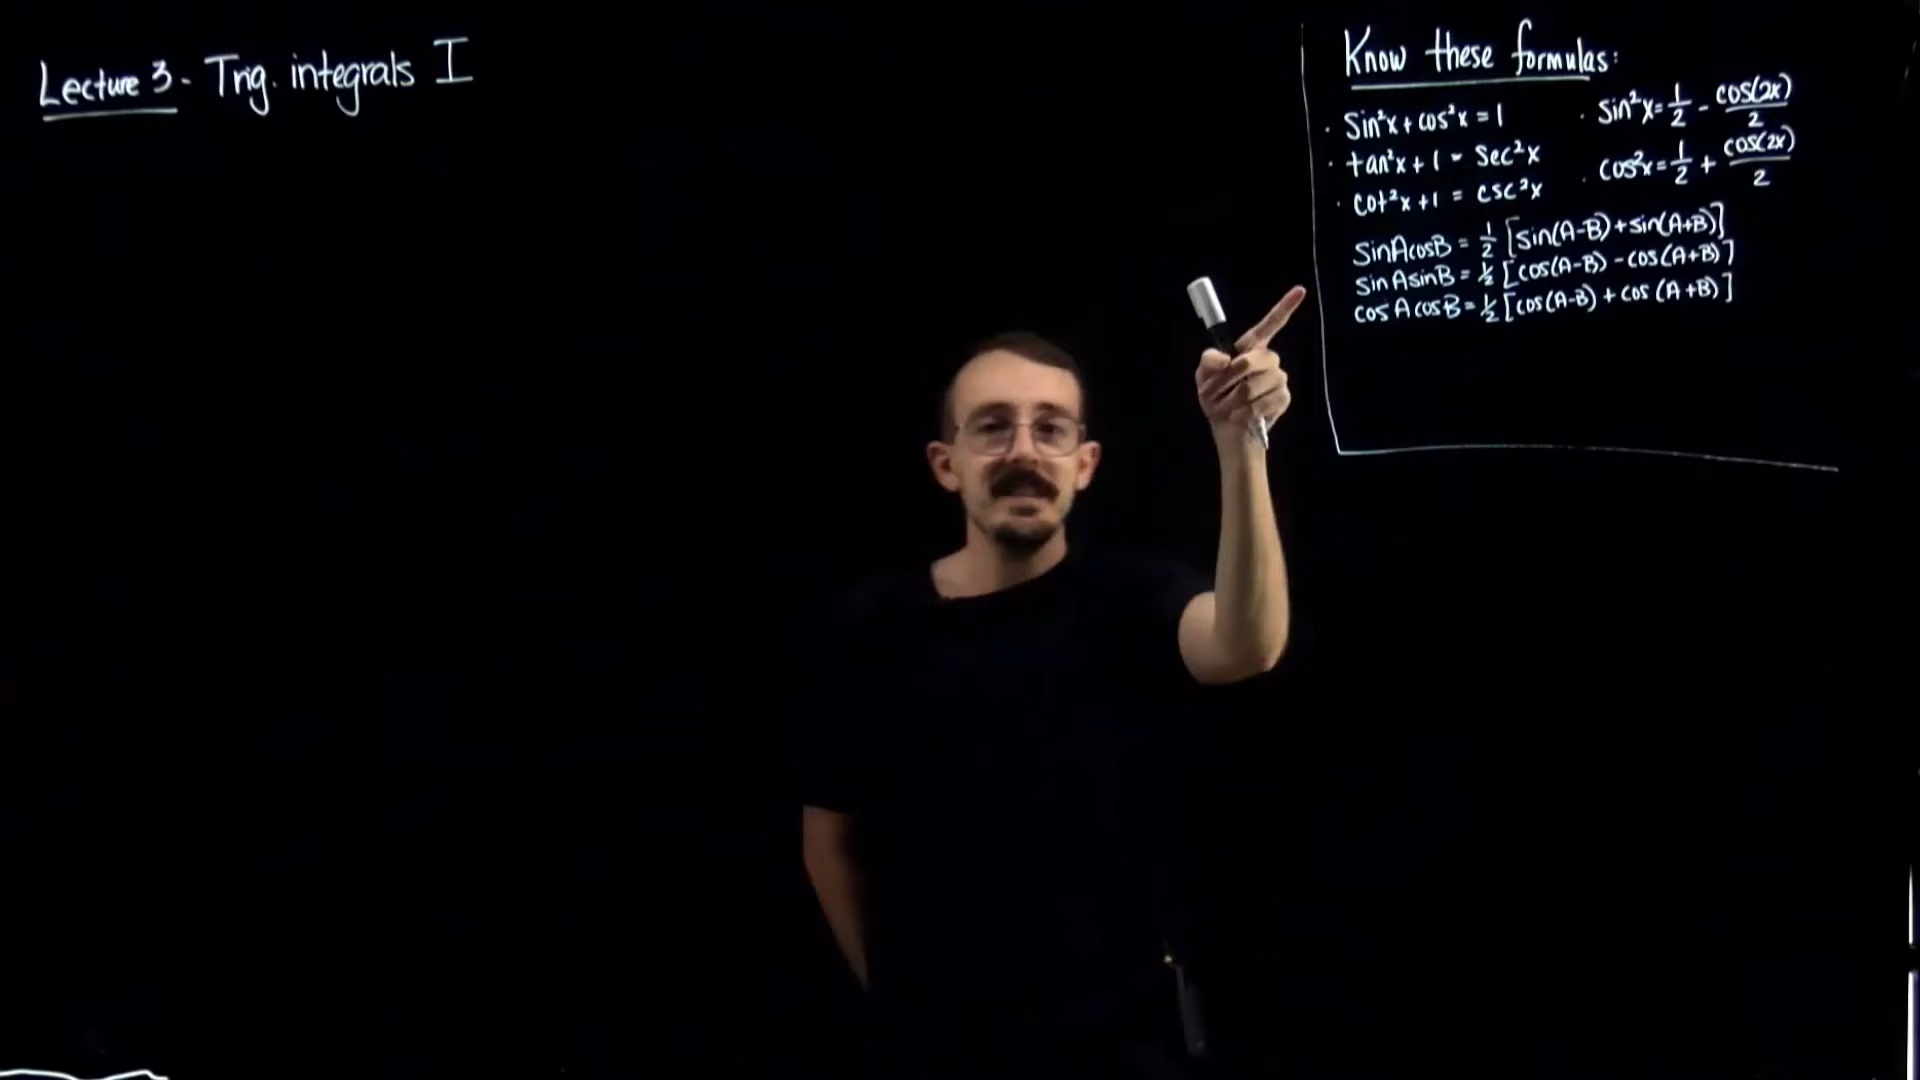 Lecture 3 - Trig. integrals I
Know these formulas:
· sin²x + cos²x = 1
· tan²x + 1 = sec²x
· cot²x + 1 = csc²x
· sin²x = 1/2 - cos(2x)/2
· cos²x = 1/2 + cos(2x)/2
sinAcosB = 1/2 [sin(A-B) + sin(A+B)]
sinAsinB = 1/2 [cos(A-B) - cos(A+B)]
cosAcosB = 1/2 [cos(A-B) + cos(A+B)]